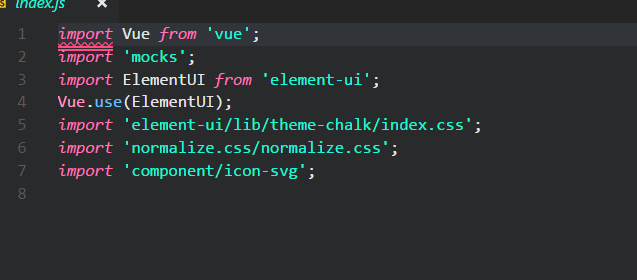 index.js
1 import Vue from 'vue';
2 import 'mocks';
3 import ElementUI from 'element-ui';
4 Vue.use(ElementUI);
5 import 'element-ui/lib/theme-chalk/index.css';
6 import 'normalize.css/normalize.css';
7 import 'component/icon-svg';
8